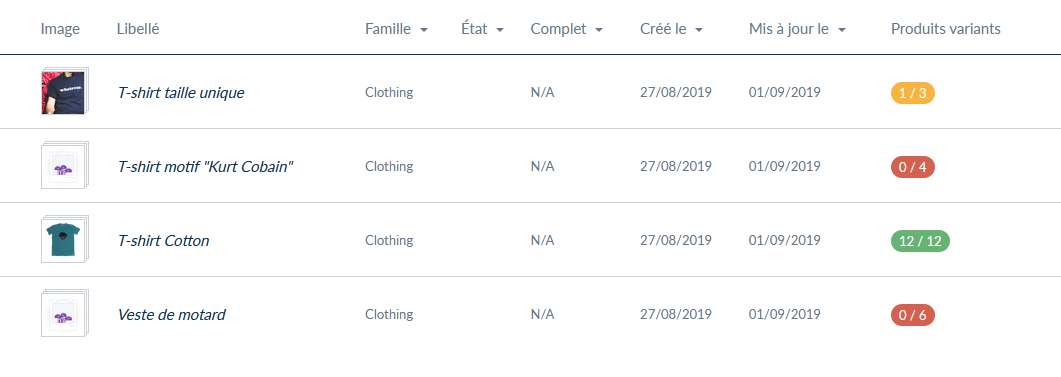 Image Libellé Famille État Complet Créé le Mis à jour le Produits variants
whatever. T-shirt taille unique Clothing N/A 27/08/2019 01/09/2019 1 / 3
T-shirt motif "Kurt Cobain" Clothing N/A 27/08/2019 01/09/2019 0 / 4
T-shirt Cotton Clothing N/A 27/08/2019 01/09/2019 12 / 12
Veste de motard Clothing N/A 27/08/2019 01/09/2019 0 / 6